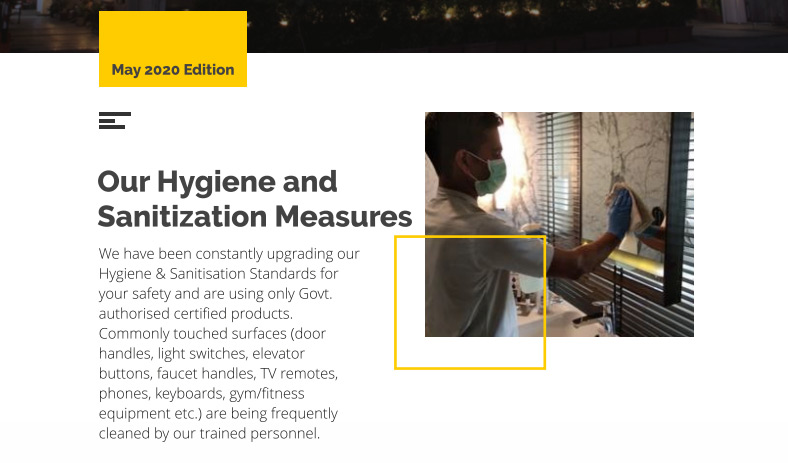 May 2020 Edition
Our Hygiene and
Sanitization Measures
We have been constantly upgrading our
Hygiene & Sanitisation Standards for
your safety and are using only Govt.
authorised certified products.
Commonly touched surfaces (door
handles, light switches, elevator
buttons, faucet handles, TV remotes,
phones, keyboards, gym/fitness
equipment etc.) are being frequently
cleaned by our trained personnel.